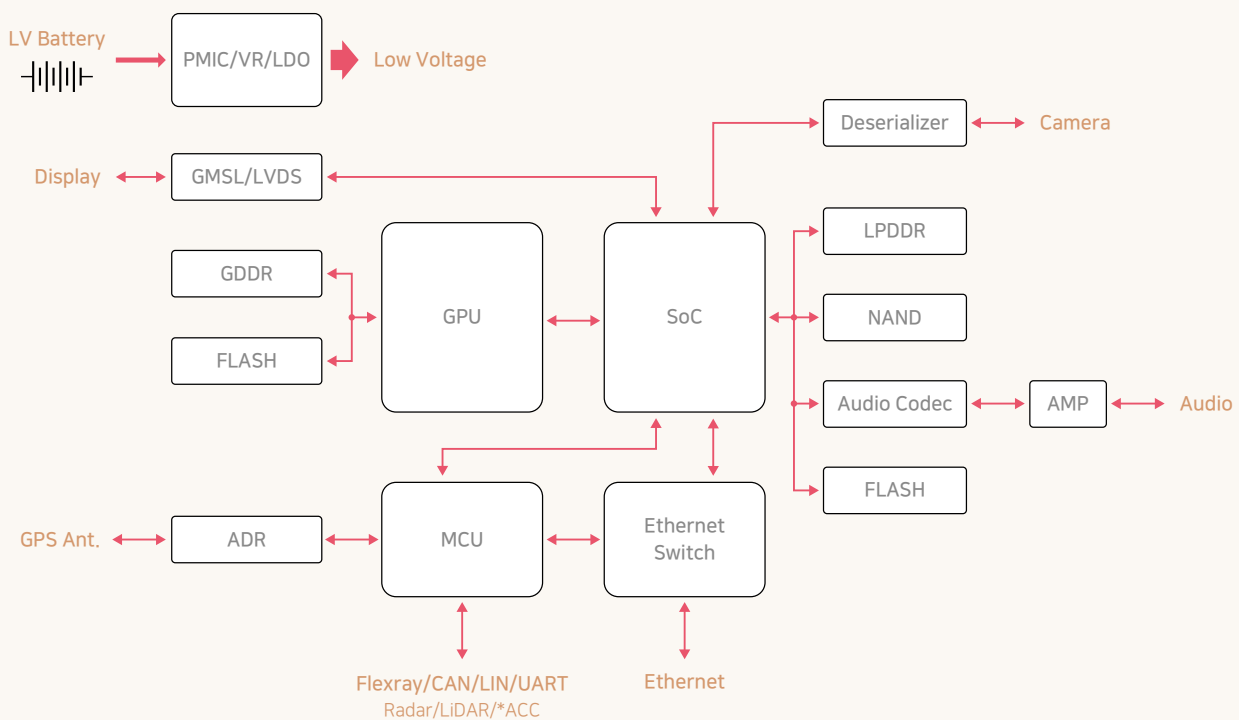 LV Battery
PMIC/VR/LDO
Low Voltage
Deserializer
Camera
Display
GMSL/LVDS
LPDDR
GDDR
GPU
SoC
NAND
FLASH
Audio Codec
AMP
Audio
FLASH
GPS Ant.
ADR
MCU
Ethernet
Switch
Flexray/CAN/LIN/UART
Radar/LiDAR/*ACC
Ethernet